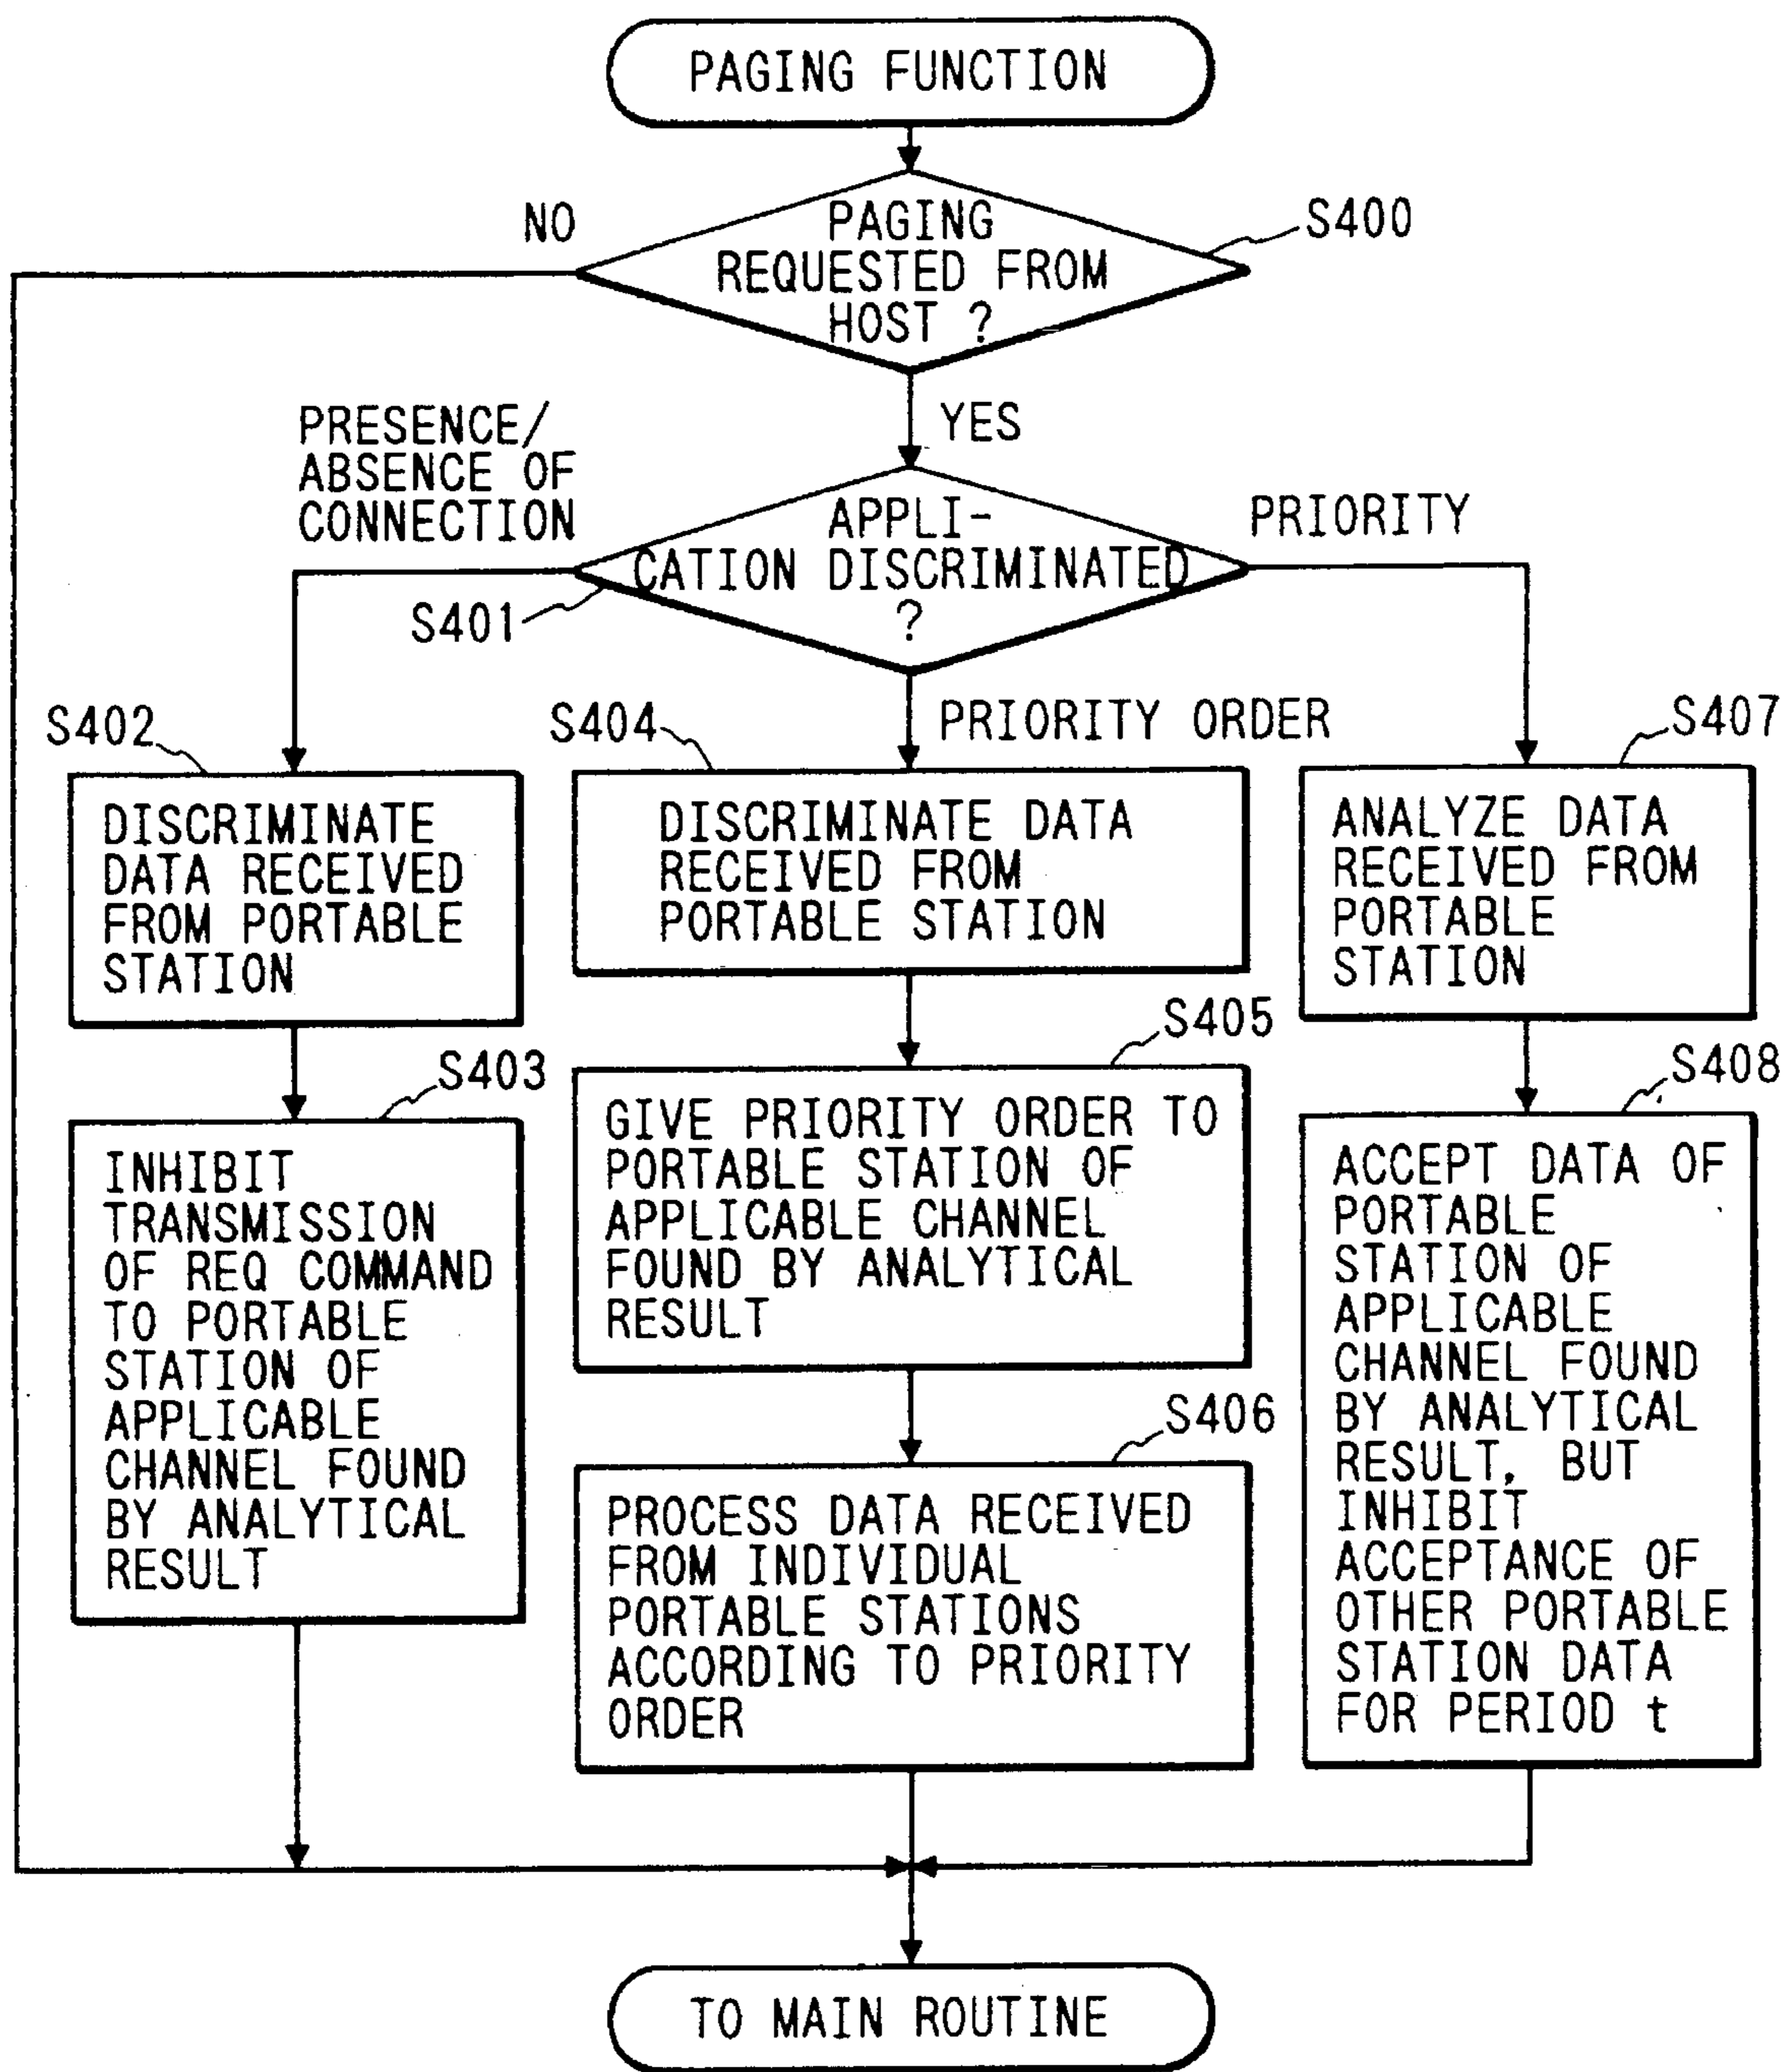 PAGING FUNCTION
NO
PAGING
REQUESTED FROM
HOST ?
S400
YES
PRESENCE/
ABSENCE OF
CONNECTION
APPLI-
CATION DISCRIMINATED
?
PRIORITY
S401
PRIORITY ORDER
S402
DISCRIMINATE
DATA RECEIVED
FROM PORTABLE
STATION
S404
DISCRIMINATE DATA
RECEIVED FROM
PORTABLE STATION
S407
ANALYZE DATA
RECEIVED FROM
PORTABLE
STATION
S403
INHIBIT
TRANSMISSION
OF REQ COMMAND
TO PORTABLE
STATION OF
APPLICABLE
CHANNEL FOUND
BY ANALYTICAL
RESULT
S405
GIVE PRIORITY ORDER TO
PORTABLE STATION OF
APPLICABLE CHANNEL
FOUND BY ANALYTICAL
RESULT
S406
PROCESS DATA RECEIVED
FROM INDIVIDUAL
PORTABLE STATIONS
ACCORDING TO PRIORITY
ORDER
S408
ACCEPT DATA OF
PORTABLE
STATION OF
APPLICABLE
CHANNEL FOUND
BY ANALYTICAL
RESULT, BUT
INHIBIT
ACCEPTANCE OF
OTHER PORTABLE
STATION DATA
FOR PERIOD t
TO MAIN ROUTINE